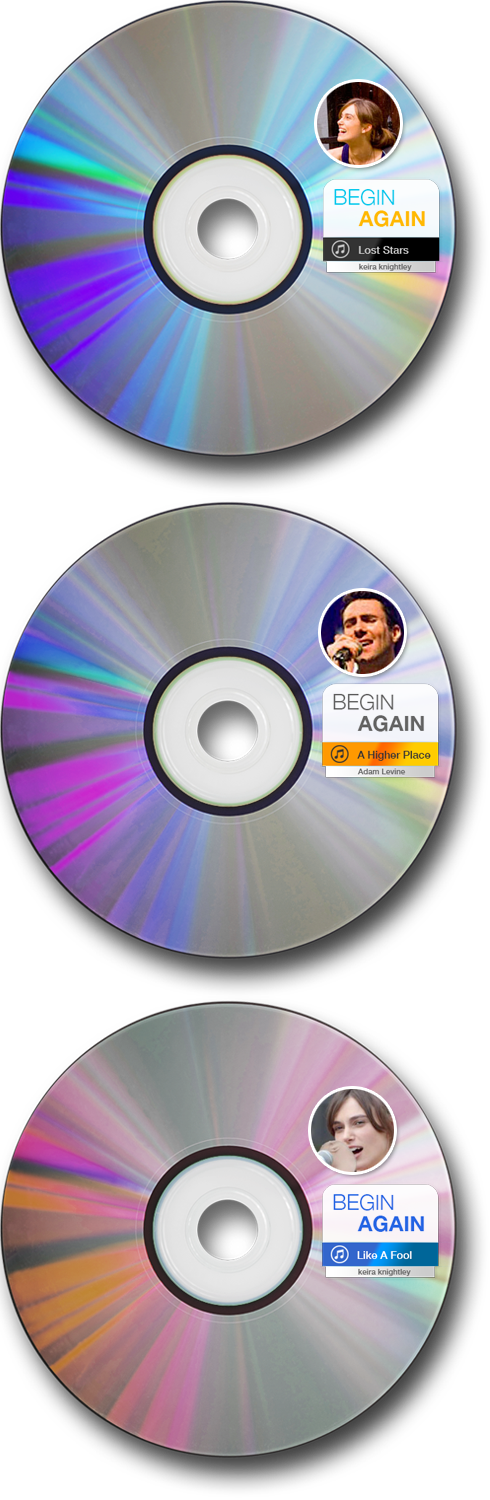 BEGIN
AGAIN
Lost Stars
keira knightley
BEGIN
AGAIN
A Higher Place
Adam Levine
BEGIN
AGAIN
Like A Fool
keira knightley